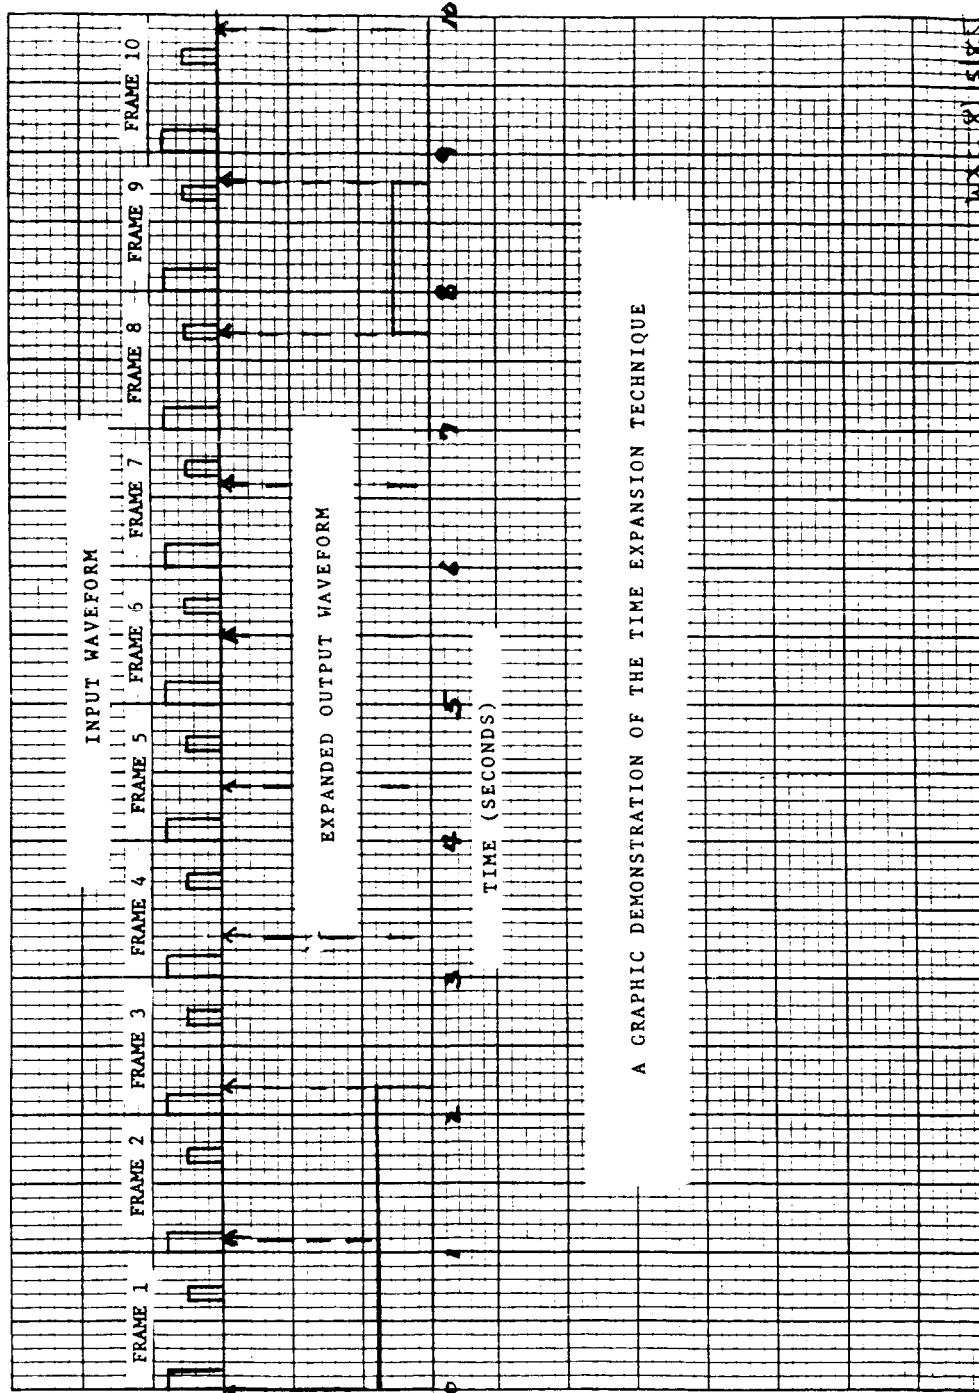 INPUT WAVEFORM
FRAME 1 FRAME 2 FRAME 3 FRAME 4 FRAME 5 FRAME 6 FRAME 7 FRAME 8 FRAME 9 FRAME 10
EXPANDED OUTPUT WAVEFORM
0 1 2 3 4 5 6 7 8 9 10
TIME (SECONDS)
A GRAPHIC DEMONSTRATION OF THE TIME EXPANSION TECHNIQUE